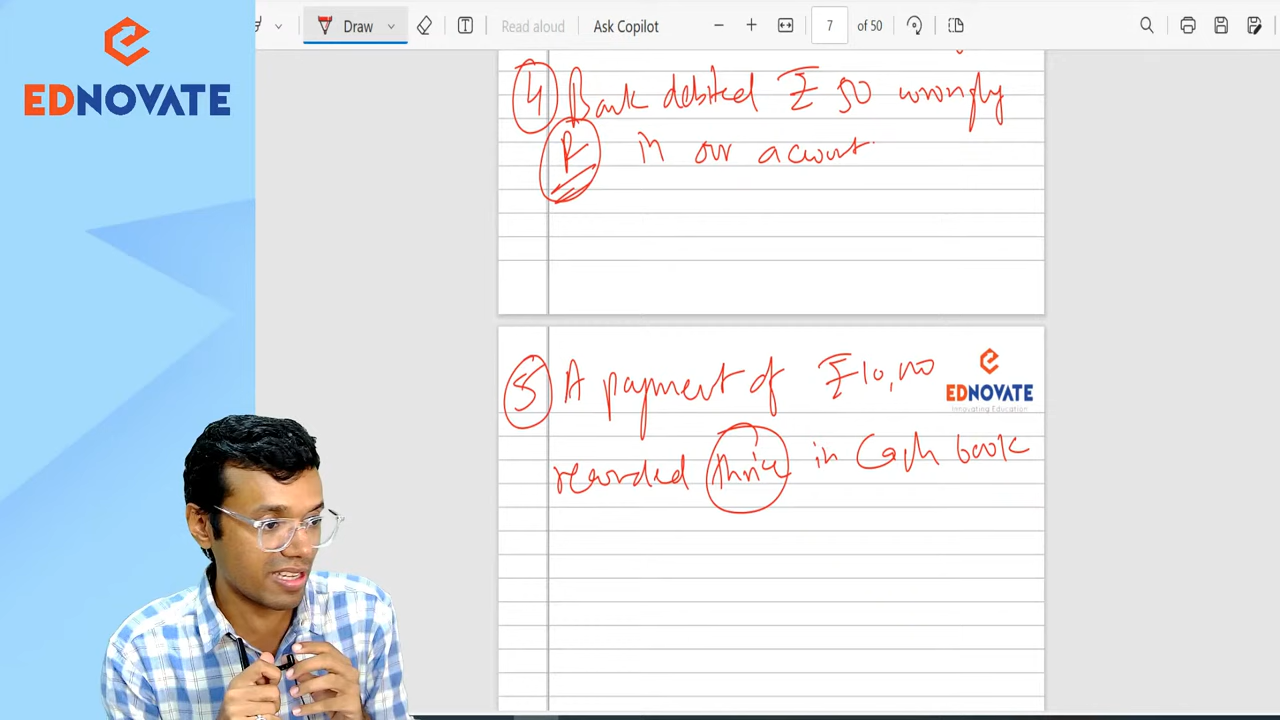 Draw
Read aloud
Ask Copilot
7
of 50
EDNOVATE
4 Bank debited ₹ 50 wrongly
R in our account
5 A payment of ₹10,000
EDNOVATE
Innovating Education
recorded thrice in Cash book